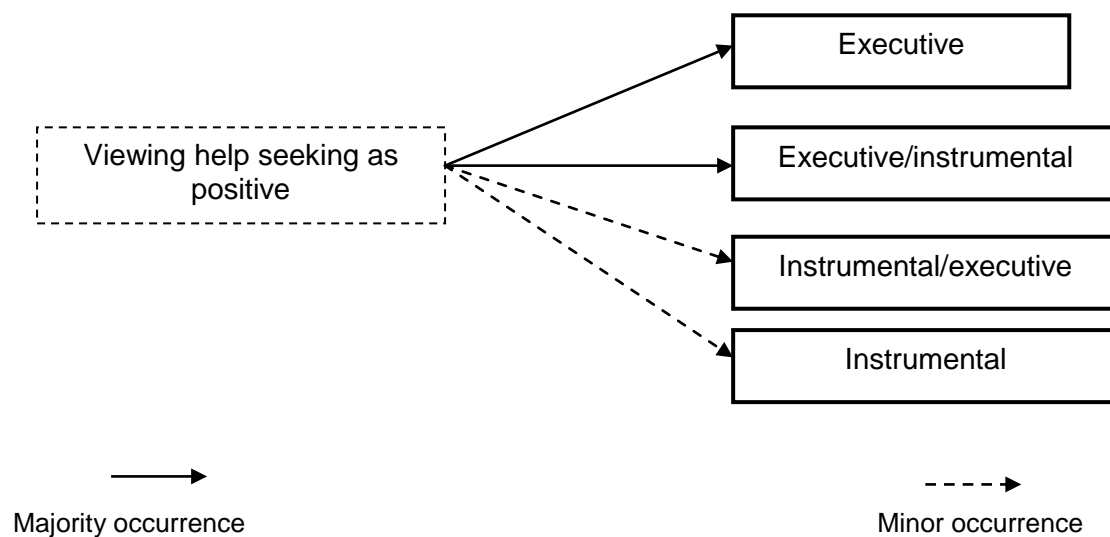 Executive
Viewing help seeking as
positive
Executive/instrumental
Instrumental/executive
Instrumental
Majority occurrence
Minor occurrence